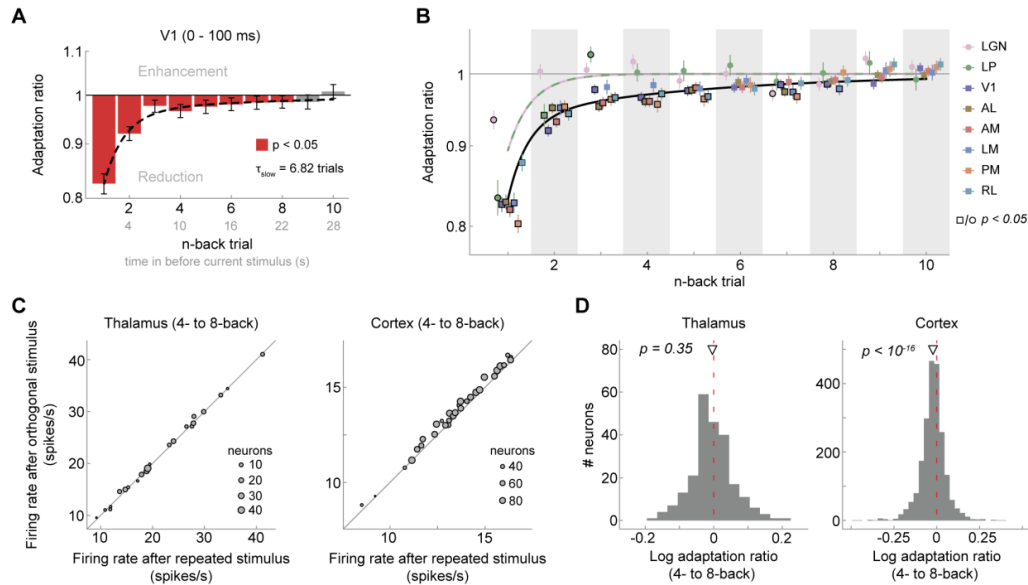 A
V1 (0 - 100 ms)
1.1
1
0.9
0.8
Adaptation ratio
Enhancement
Reduction
p < 0.05
τslow = 6.82 trials
2 4 6 8 10
4 10 16 22 28
n-back trial
time in before current stimulus (s)
B
1
0.9
0.8
Adaptation ratio
2 4 6 8 10
n-back trial
LGN
LP
V1
AL
AM
LM
PM
RL
□/○ p < 0.05
C
Thalamus (4- to 8-back)
Firing rate after orthogonal stimulus
(spikes/s)
40
30
20
10
neurons
10
20
30
40
10 20 30 40
Firing rate after repeated stimulus
(spikes/s)
Cortex (4- to 8-back)
15
10
neurons
40
60
80
10 15
Firing rate after repeated stimulus
(spikes/s)
D
Thalamus
p = 0.35
# neurons
80
60
40
20
0
-0.2 0 0.2
Log adaptation ratio
(4- to 8-back)
Cortex
p < 10-16
400
200
0
-0.25 0 0.25
Log adaptation ratio
(4- to 8-back)